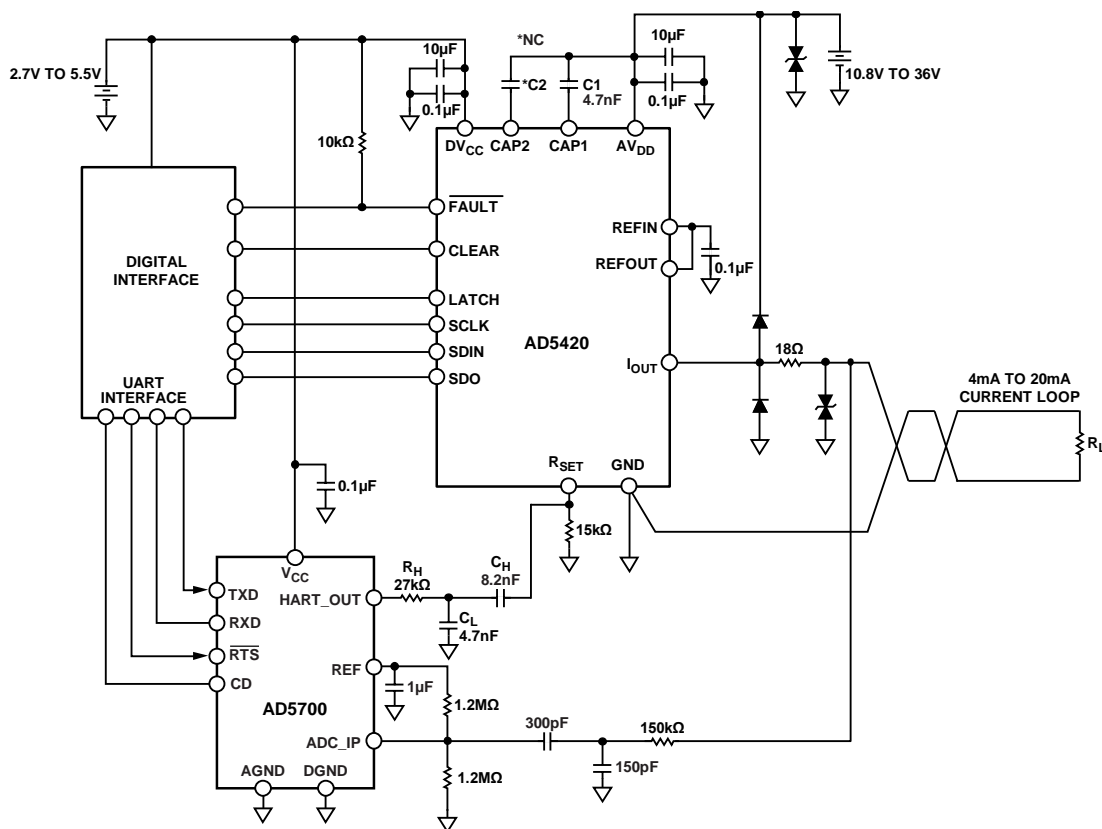 2.7V TO 5.5V
10µF
0.1µF
*NC
*C2
C1
4.7nF
10µF
0.1µF
10.8V TO 36V
10kΩ
DVCC
CAP2
CAP1
AVDD
DIGITAL
INTERFACE
UART
INTERFACE
FAULT
CLEAR
LATCH
SCLK
SDIN
SDO
AD5420
REFIN
REFOUT
0.1µF
IOUT
18Ω
4mA TO 20mA
CURRENT LOOP
RL
RSET
GND
15kΩ
0.1µF
VCC
TXD
RXD
RTS
CD
AD5700
HART_OUT
REF
ADC_IP
AGND
DGND
RH
27kΩ
CH
8.2nF
CL
4.7nF
1µF
1.2MΩ
1.2MΩ
300pF
150kΩ
150pF